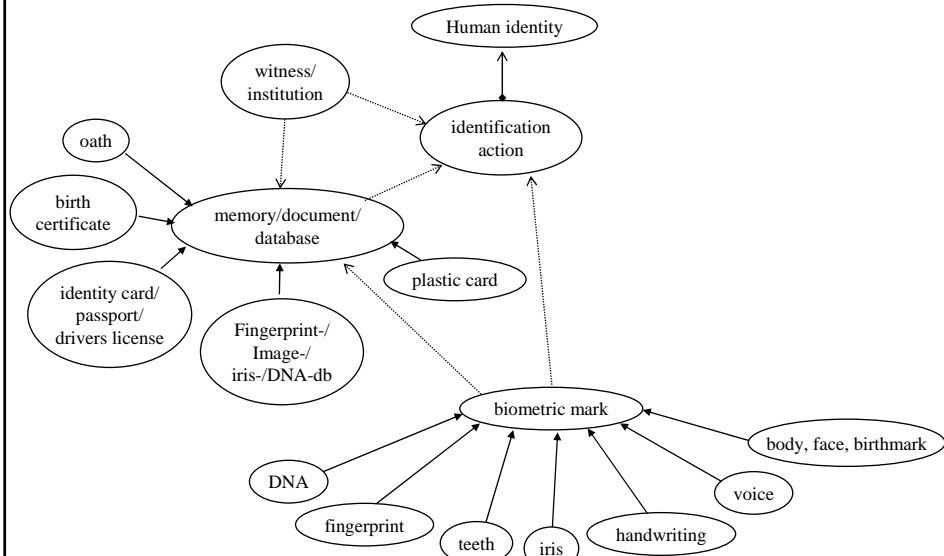 Human identity
witness/
institution
identification
action
oath
birth
certificate
memory/document/
database
plastic card
identity card/
passport/
drivers license
Fingerprint-/
Image-/
iris-/DNA-db
biometric mark
body, face, birthmark
DNA
voice
fingerprint
handwriting
teeth
iris